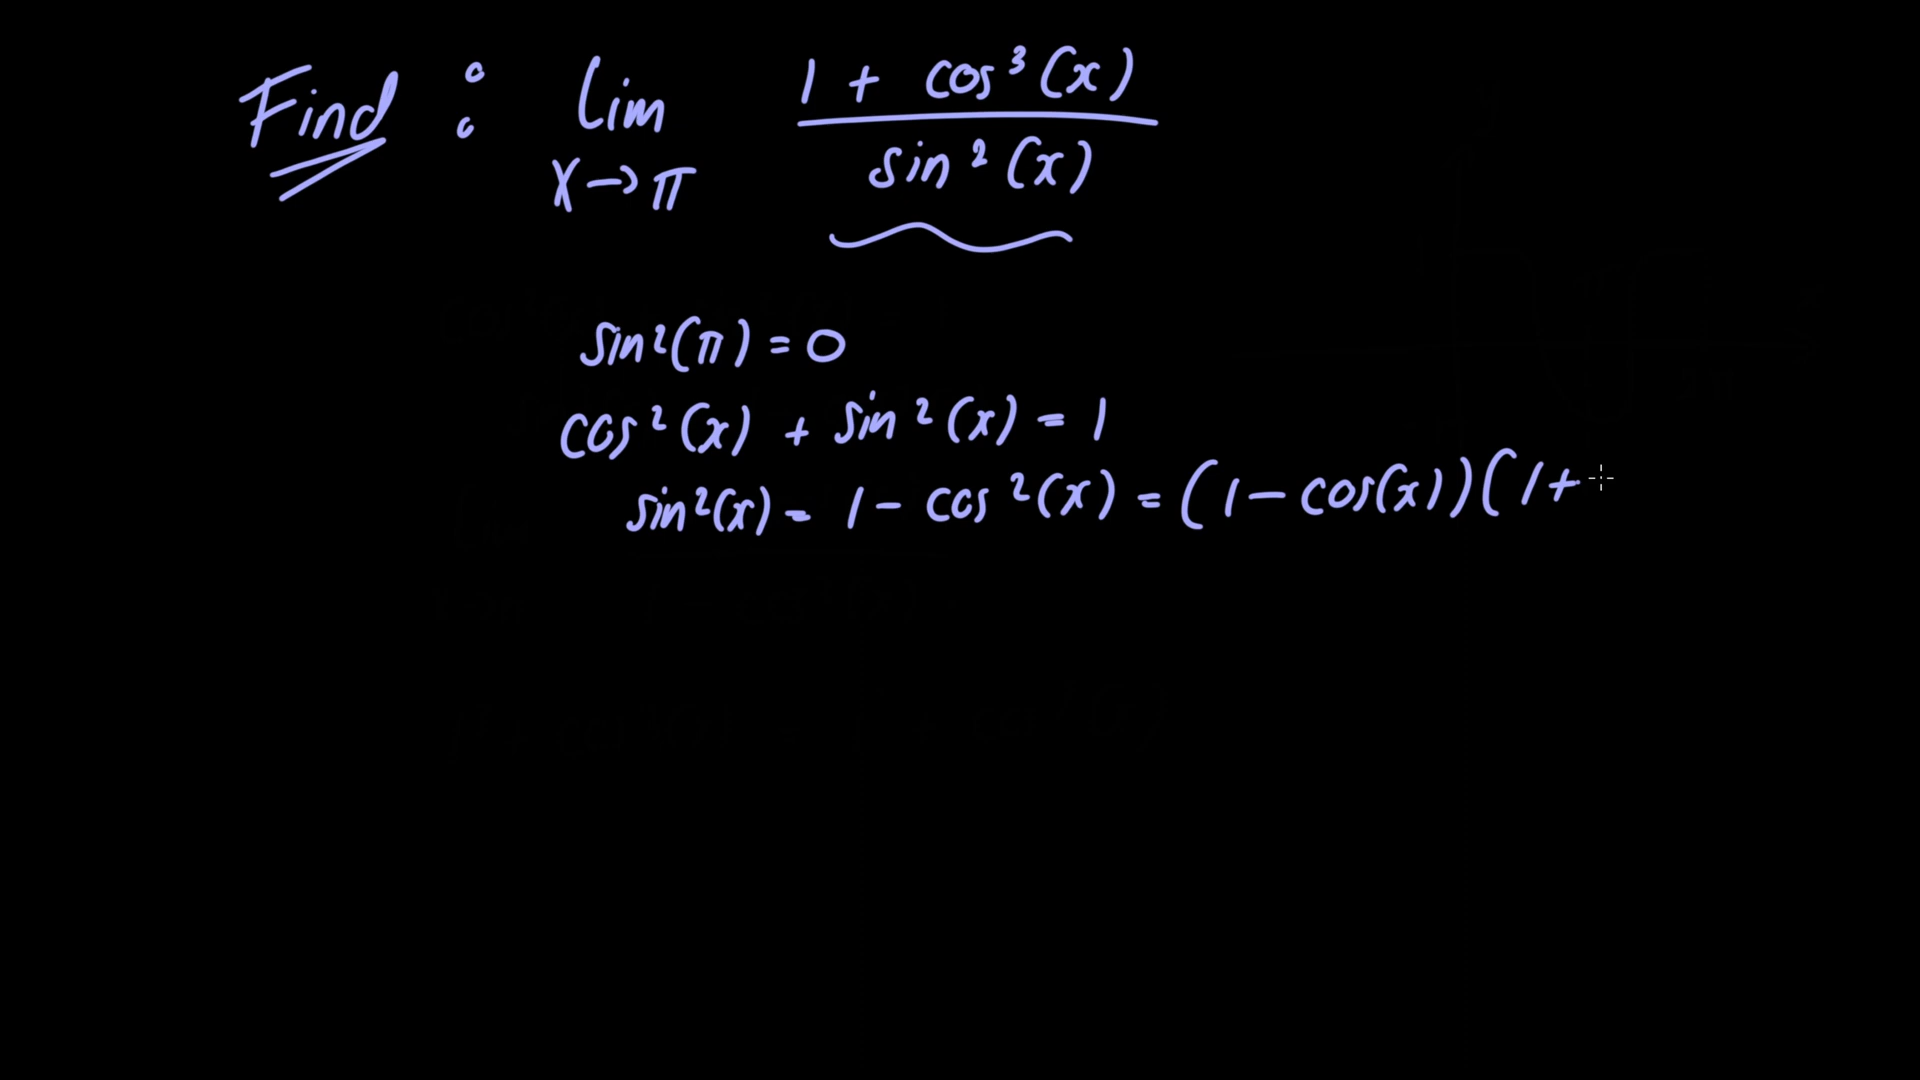 Find : lim 1 + cos³(x)
x→π sin²(x)
sin²(π) = 0
cos²(x) + sin²(x) = 1
sin²(x) = 1 - cos²(x) = (1 - cos(x))(1 +